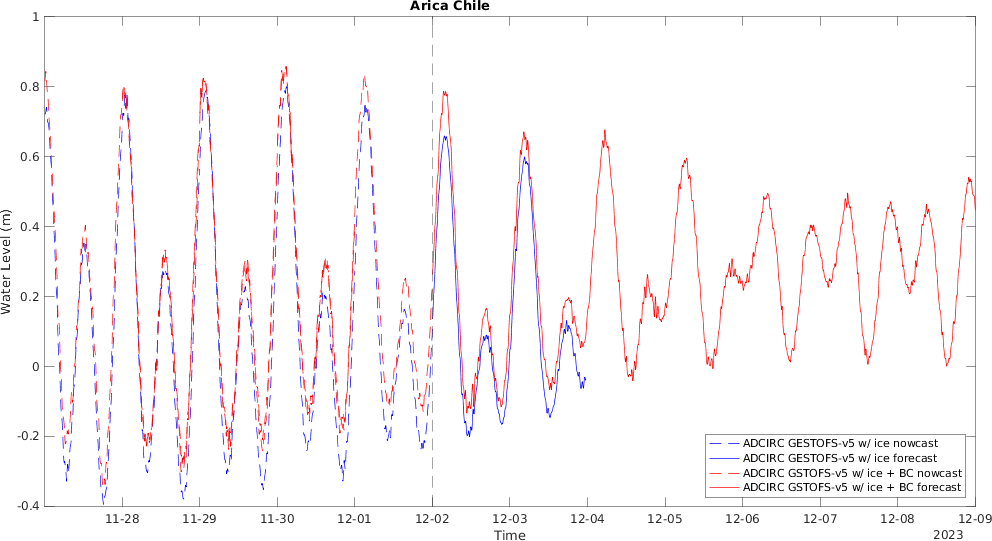 Arica Chile
1
0.8
0.6
0.4
0.2
0
-0.2
-0.4
Water Level (m)
ADCIRC GESTOFS-v5 w/ ice nowcast
ADCIRC GESTOFS-v5 w/ ice forecast
ADCIRC GSTOFS-v5 w/ ice + BC nowcast
ADCIRC GSTOFS-v5 w/ ice + BC forecast
11-28 11-29 11-30 12-01 12-02 12-03 12-04 12-05 12-06 12-07 12-08 12-09
Time
2023